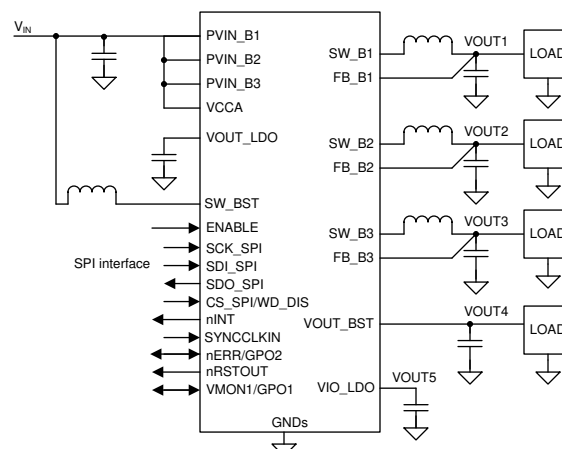 VIN
PVIN_B1
PVIN_B2
PVIN_B3
VCCA
VOUT_LDO
SW_BST
ENABLE
SCK_SPI
SPI interface
SDI_SPI
SDO_SPI
CS_SPI/WD_DIS
nINT
SYNCCLKIN
nERR/GPO2
nRSTOUT
VMON1/GPO1
GNDs
SW_B1
VOUT1
LOAD
FB_B1
SW_B2
VOUT2
LOAD
FB_B2
SW_B3
VOUT3
LOAD
FB_B3
VOUT_BST
VOUT4
LOAD
VIO_LDO
VOUT5